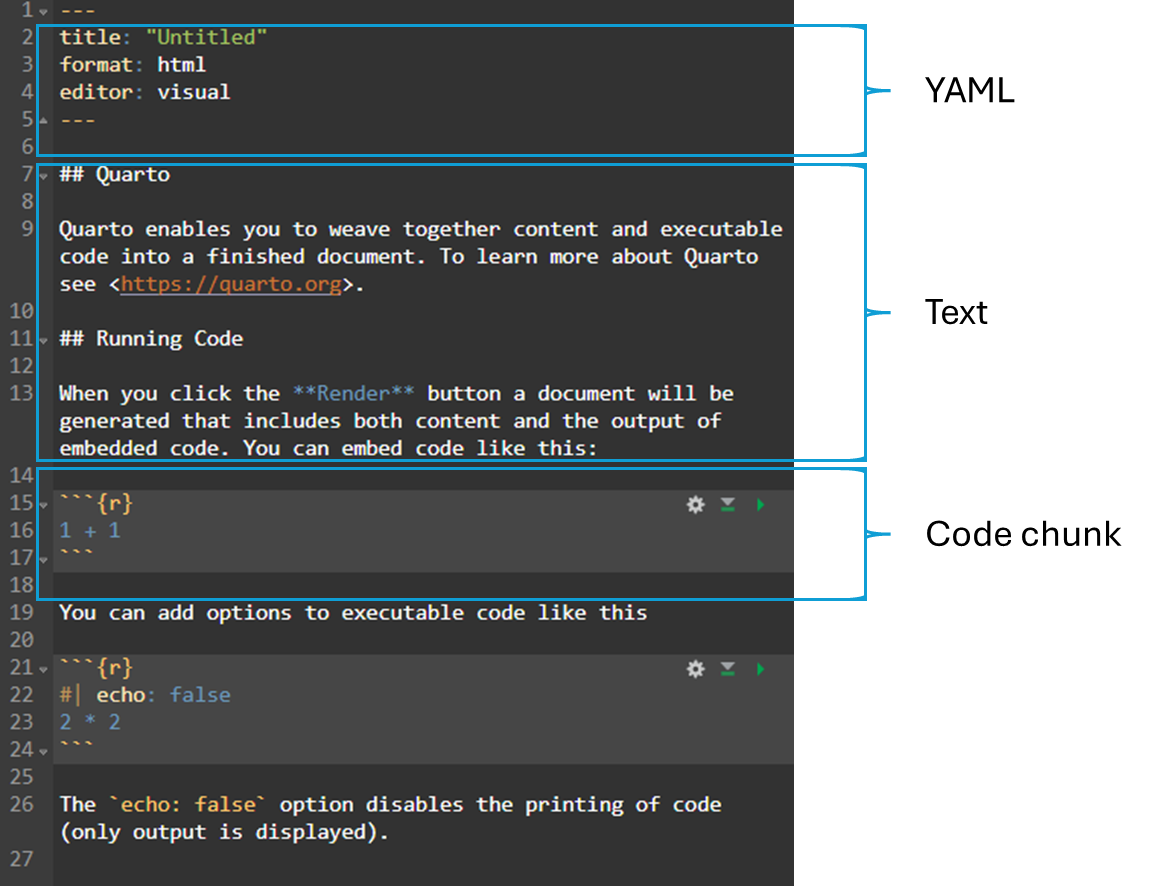 1 ---
2 title: "Untitled"
3 format: html
4 editor: visual
5 ---
6
YAML
7 ## Quarto
8
9 Quarto enables you to weave together content and executable
code into a finished document. To learn more about Quarto
see <https://quarto.org>.
10
Text
11 ## Running Code
12
13 When you click the **Render** button a document will be
generated that includes both content and the output of
embedded code. You can embed code like this:
14
15 ```{r}
16 1 + 1
17 ```
18
Code chunk
19 You can add options to executable code like this
20
21 ```{r}
22 #| echo: false
23 2 * 2
24 ```
25
26 The `echo: false` option disables the printing of code
(only output is displayed).
27